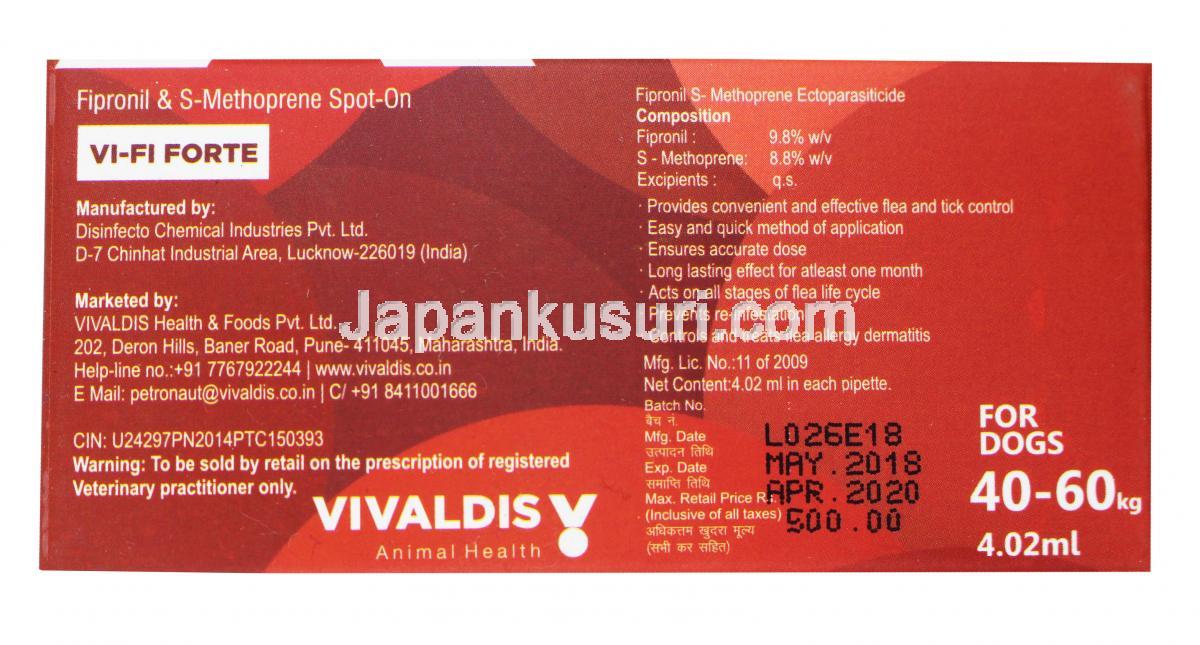 Fipronil & S-Methoprene Spot-On
VI-FI FORTE
Manufactured by:
Disinfecto Chemical Industries Pvt. Ltd.
D-7 Chinhat Industrial Area, Lucknow-226019 (India)
Marketed by:
VIVALDIS Health & Foods Pvt. Ltd.
202, Deron Hills, Baner Road, Pune- 411045, Maharashtra, India.
Help-line no.:+91 7767922244 | www.vivaldis.co.in
E Mail: petronaut@vivaldis.co.in | C/ +91 8411001666
CIN: U24297PN2014PTC150393
Warning: To be sold by retail on the prescription of registered
Veterinary practitioner only.
VIVALDIS
Animal Health
Fipronil S- Methoprene Ectoparasiticide
Composition
Fipronil : 9.8% w/v
S - Methoprene: 8.8% w/v
Excipients : q.s.
· Provides convenient and effective flea and tick control
· Easy and quick method of application
· Ensures accurate dose
· Long lasting effect for atleast one month
· Acts on all stages of flea life cycle
· Prevents re-infestation
· Controls and treats flea allergy dermatitis
Mfg. Lic. No.:11 of 2009
Net Content:4.02 ml in each pipette.
Batch No. :
बैच नं. L026E18
Mfg. Date
उत्पादन तिथि MAY.2018
Exp. Date
समाप्ति तिथि
Max. Retail Price Rs. APR.2020
(Inclusive of all taxes) 500.00
अधिकतम खुदरा मूल्य
(सभी कर सहित)
FOR
DOGS
40-60kg
4.02ml
Japankusuri.com